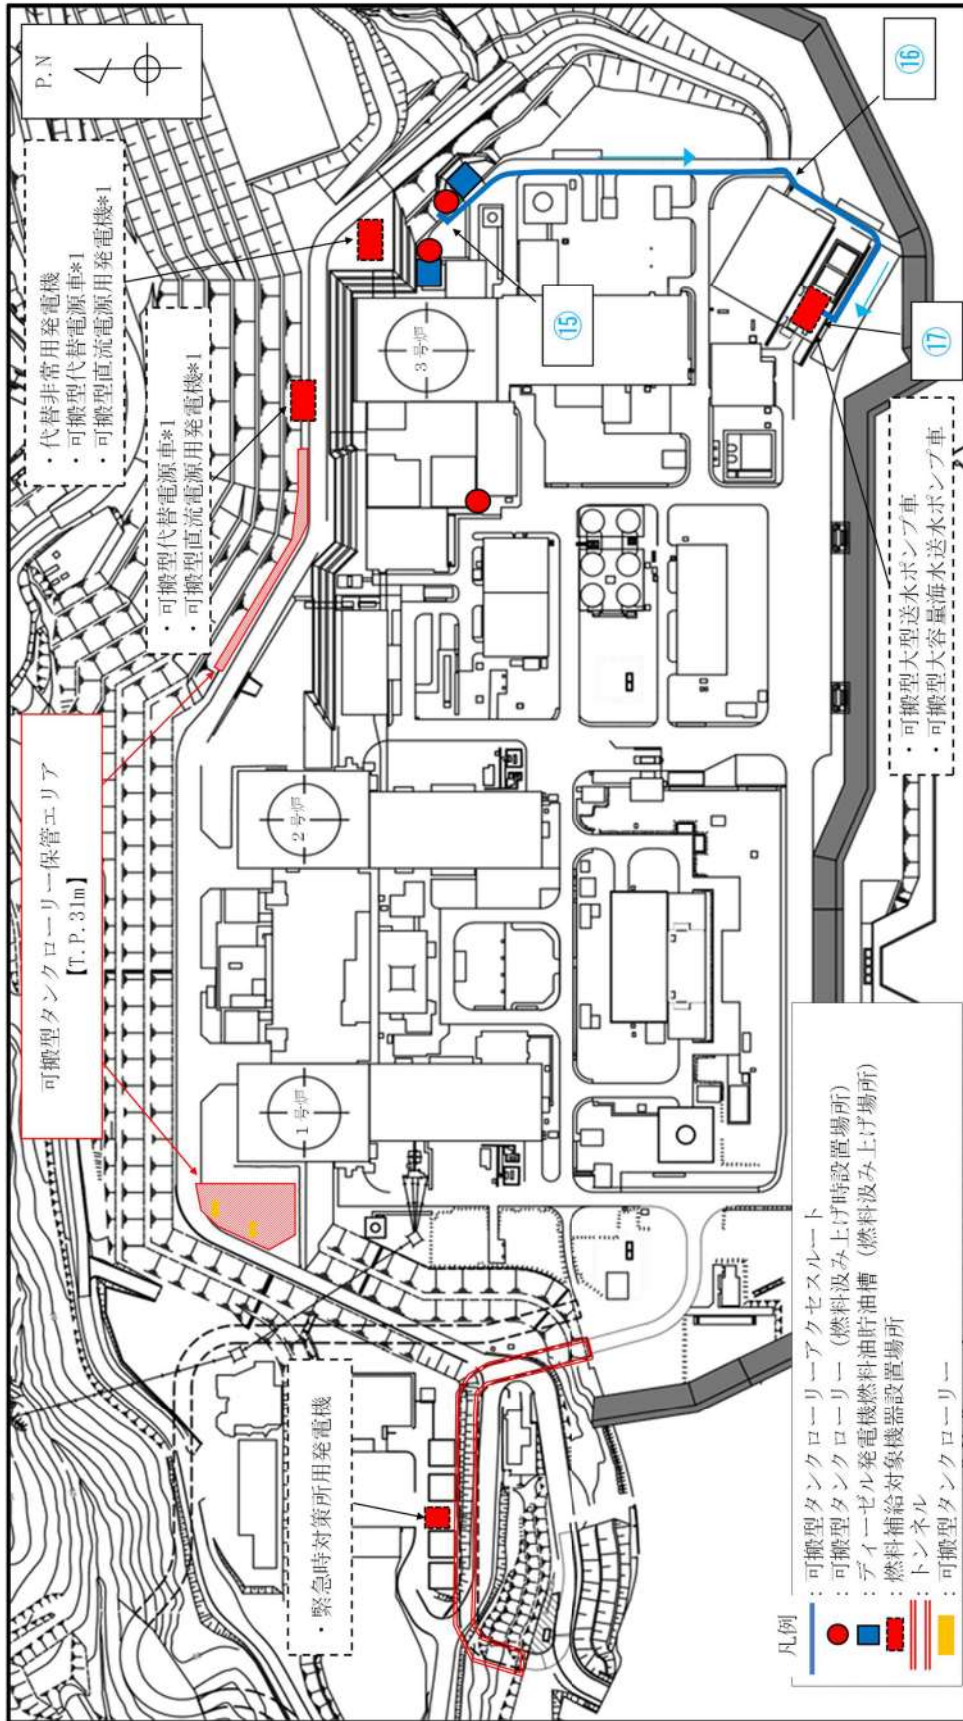 P.N
・代替非常用発電機
・可搬型代替電源車*1
・可搬型直流電源用発電機*1
・可搬型代替電源車*1
・可搬型直流電源用発電機*1
可搬型タンクローリー保管エリア
【T.P.31m】
・緊急時対策所用発電機
1号炉
2号炉
3号炉
⑮
⑯
⑰
・可搬型大型送水ポンプ車
・可搬型大容量海水送水ポンプ車
凡例
：可搬型タンクローリーアクセスルート
：可搬型タンクローリー（燃料汲み上げ時設置場所）
：ディーゼル発電機燃料油貯油槽（燃料汲み上げ場所）
：燃料補給対象機器設置場所
：トンネル
：可搬型タンクローリー